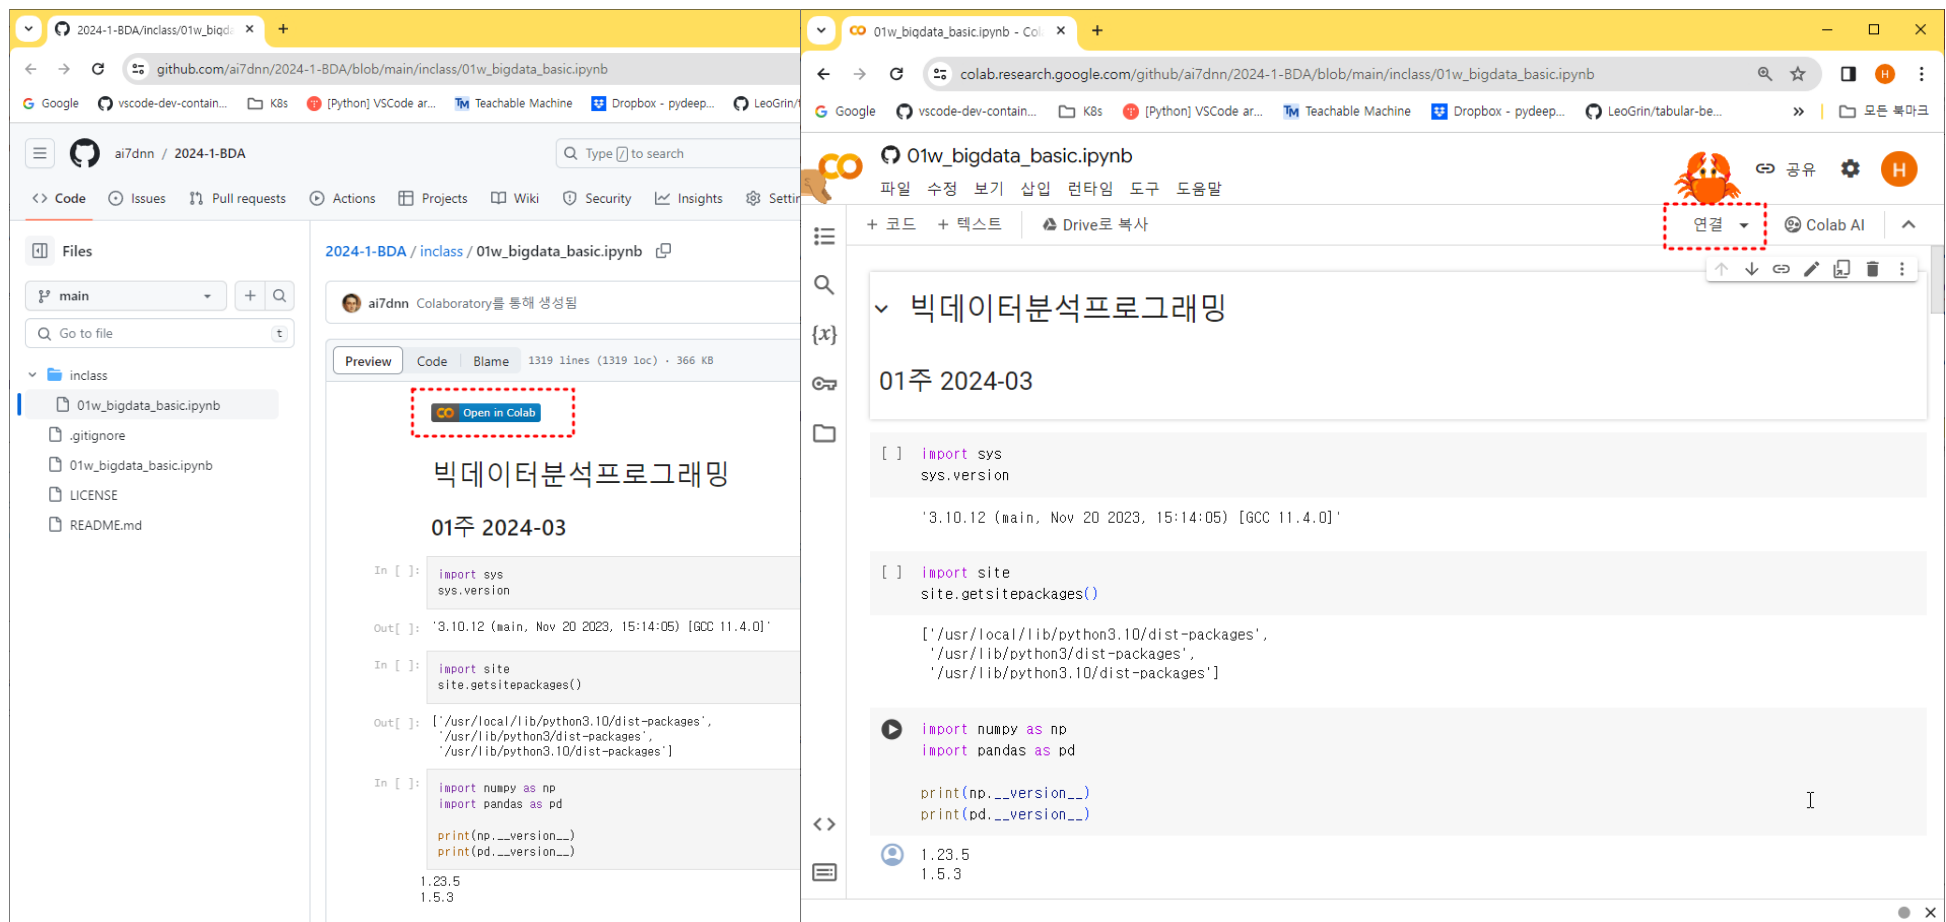 2024-1-BDA/inclass/01w_bigda
github.com/ai7dnn/2024-1-BDA/blob/main/inclass/01w_bigdata_basic.ipynb
Google vscode-dev-contain... K8s [Python] VSCode ar... Teachable Machine Dropbox - pydeep... LeoGrin/t
ai7dnn / 2024-1-BDA
Type / to search
Code Issues Pull requests Actions Projects Wiki Security Insights Settin
Files
main
Go to file t
inclass
01w_bigdata_basic.ipynb
.gitignore
01w_bigdata_basic.ipynb
LICENSE
README.md
2024-1-BDA / inclass / 01w_bigdata_basic.ipynb
ai7dnn Colaboratory를 통해 생성됨
Preview Code Blame 1319 lines (1319 loc) · 366 KB
Open in Colab
빅데이터분석프로그래밍
01주 2024-03
In [ ]: import sys
sys.version
Out[ ]: '3.10.12 (main, Nov 20 2023, 15:14:05) [GCC 11.4.0]'
In [ ]: import site
site.getsitepackages()
Out[ ]: ['/usr/local/lib/python3.10/dist-packages',
'/usr/lib/python3/dist-packages',
'/usr/lib/python3.10/dist-packages']
In [ ]: import numpy as np
import pandas as pd
print(np.__version__)
print(pd.__version__)
1.23.5
1.5.3
01w_bigdata_basic.ipynb - Col
colab.research.google.com/github/ai7dnn/2024-1-BDA/blob/main/inclass/01w_bigdata_basic.ipynb
H
Google vscode-dev-contain... K8s [Python] VSCode ar... Teachable Machine Dropbox - pydeep... LeoGrin/tabular-be... » 모든 북마크
01w_bigdata_basic.ipynb
파일 수정 보기 삽입 런타임 도구 도움말
공유 H
+ 코드 + 텍스트 Drive로 복사
연결 Colab AI
빅데이터분석프로그래밍
01주 2024-03
{x}
[ ] import sys
sys.version
'3.10.12 (main, Nov 20 2023, 15:14:05) [GCC 11.4.0]'
[ ] import site
site.getsitepackages()
['/usr/local/lib/python3.10/dist-packages',
'/usr/lib/python3/dist-packages',
'/usr/lib/python3.10/dist-packages']
import numpy as np
import pandas as pd
print(np.__version__)
print(pd.__version__)
1.23.5
1.5.3